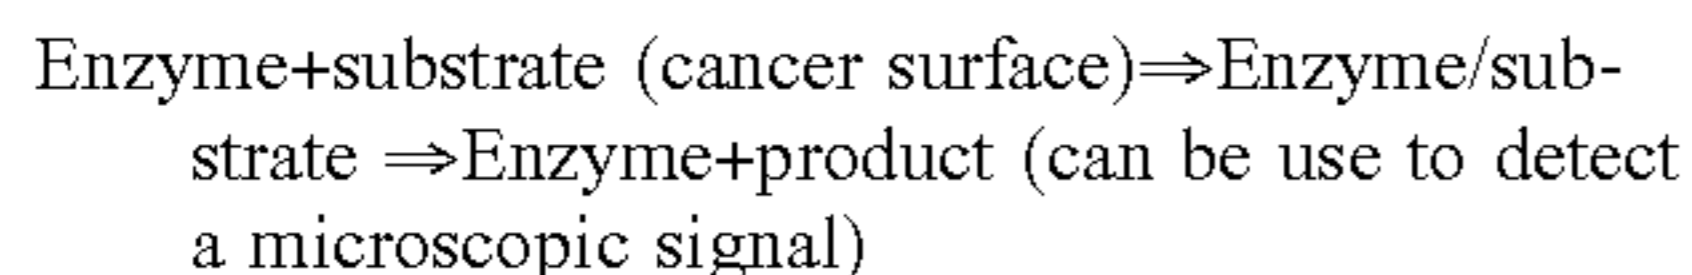 Enzyme+substrate (cancer surface)⇒Enzyme/sub-
strate ⇒Enzyme+product (can be use to detect
a microscopic signal)